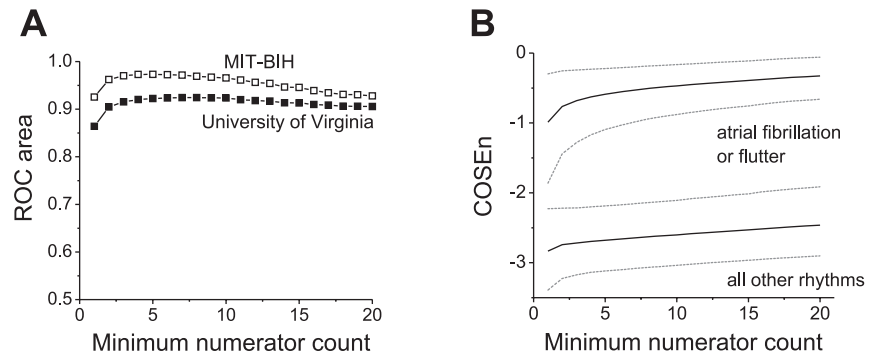 A
ROC area
1.0
0.9
0.8
0.7
0.6
0.5
MIT-BIH
University of Virginia
0 5 10 15 20
Minimum numerator count
B
COSEn
-0
-1
-2
-3
atrial fibrillation
or flutter
all other rhythms
0 5 10 15 20
Minimum numerator count